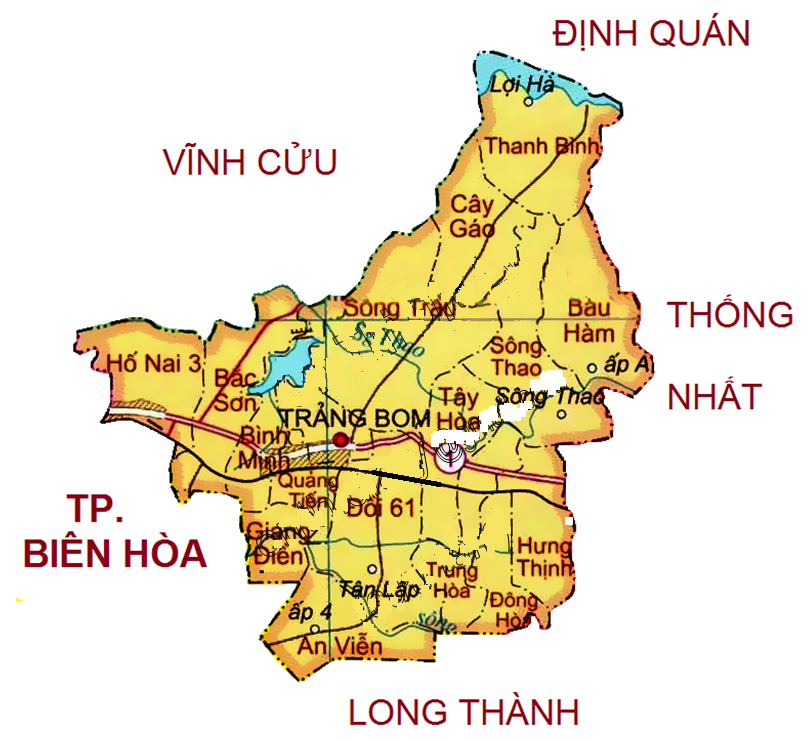 ĐỊNH QUÁN
Lợi Hà
Thanh Bình
VĨNH CỬU
Cây
Gáo
Sông Trầu
Bàu
Hàm
THỐNG
NHẤT
Sg Thao
Hố Nai 3
Bắc
Sơn
Sông
Thao
ấp A
Sông Thao
Tây
Hòa
TRẢNG BOM
Bình
Minh
Quảng
Tiến
Đồi 61
TP.
BIÊN HÒA
Giang
Điền
Hưng
Thịnh
Trung
Hòa
Tân Lập
Đông
Hòa
ấp 4
An Viễn
LONG THÀNH